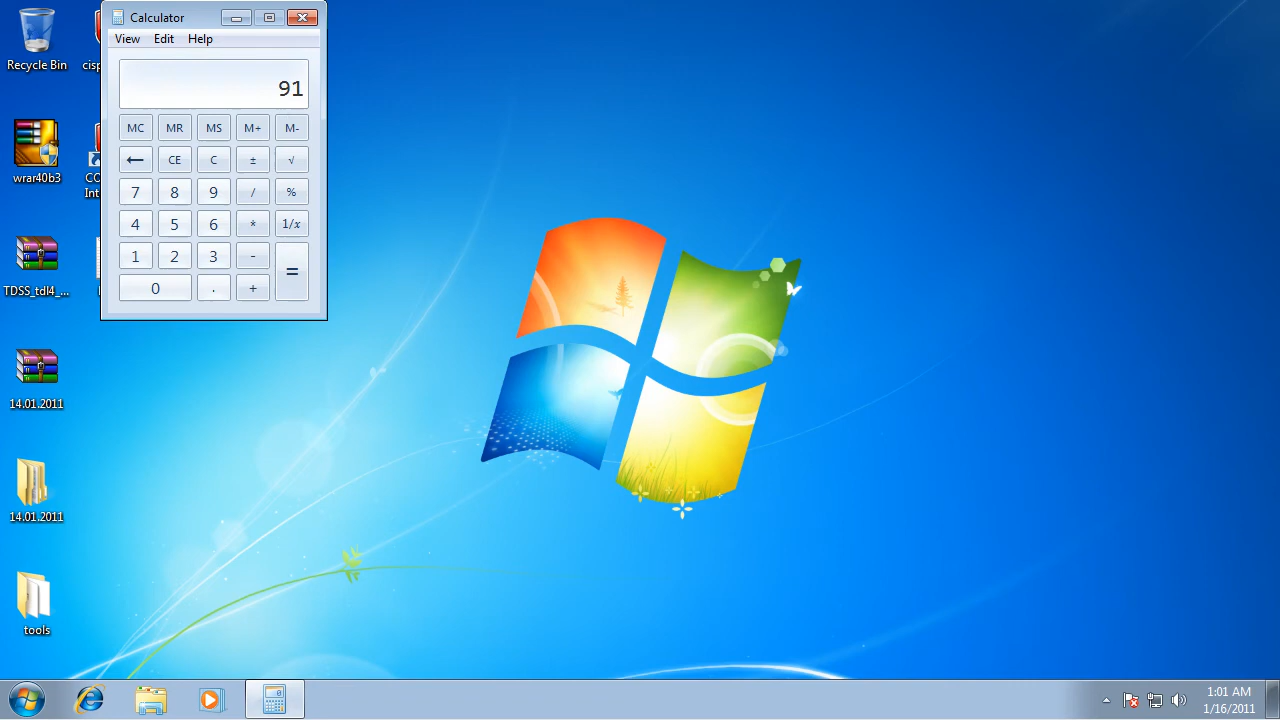 Calculator
View Edit Help
91
MC MR MS M+ M-
← CE C ± √
7 8 9 / %
4 5 6 * 1/x
1 2 3 - =
0 . +
Recycle Bin
wrar40b3
TDSS_tdl4_...
14.01.2011
14.01.2011
tools
cisp
CO
Int
1:01 AM
1/16/2011